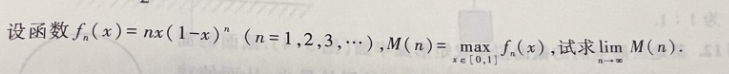 设函数 $f_n(x)=nx(1-x)^n$ $(n=1,2,3,\cdots)$, $M(n)=\max\limits_{x\in[0,1]} f_n(x)$, 试求 $\lim\limits_{n\to\infty} M(n)$.